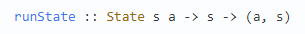 runState :: State s a -> s -> (a, s)